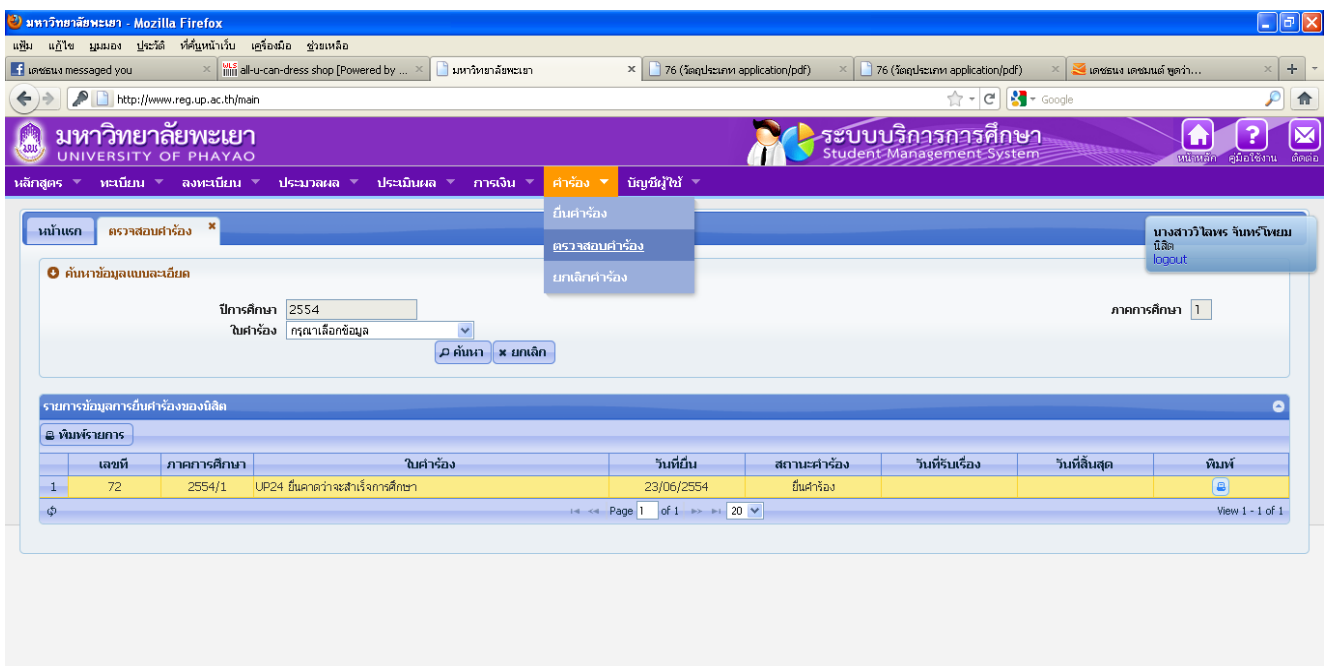 มหาวิทยาลัยพะเยา - Mozilla Firefox
แฟ้ม แก้ไข มุมมอง ประวัติ ที่คั่นหน้าเว็บ เครื่องมือ ช่วยเหลือ
เดชธนง messaged you
all-u-can-dress shop [Powered by ...
มหาวิทยาลัยพะเยา
76 (วัตถุประเภท application/pdf)
76 (วัตถุประเภท application/pdf)
เดชธนง เดชมนต์ พูดว่า...
http://www.reg.up.ac.th/main
Google
มหาวิทยาลัยพะเยา
UNIVERSITY OF PHAYAO
ระบบบริการการศึกษา
Student Management System
หน้าหลัก คู่มือใช้งาน ติดต่อ
หลักสูตร ทะเบียน ลงทะเบียน ประมวลผล ประเมินผล การเงิน คำร้อง บัญชีผู้ใช้
ยื่นคำร้อง
ตรวจสอบคำร้อง
ยกเลิกคำร้อง
หน้าแรก ตรวจสอบคำร้อง
นางสาววิไลพร จันทร์โพยม
นิสิต
logout
ค้นหาข้อมูลแบบละเอียด
ปีการศึกษา 2554 ภาคการศึกษา 1
ใบคำร้อง กรุณาเลือกข้อมูล
ค้นหา ยกเลิก
รายการข้อมูลการยื่นคำร้องของนิสิต
พิมพ์รายการ
เลขที่ ภาคการศึกษา ใบคำร้อง วันที่ยื่น สถานะคำร้อง วันที่รับเรื่อง วันที่สิ้นสุด พิมพ์
1 72 2554/1 UP24 ยื่นคาดว่าจะสำเร็จการศึกษา 23/06/2554 ยื่นคำร้อง
Page 1 of 1 20 View 1 - 1 of 1